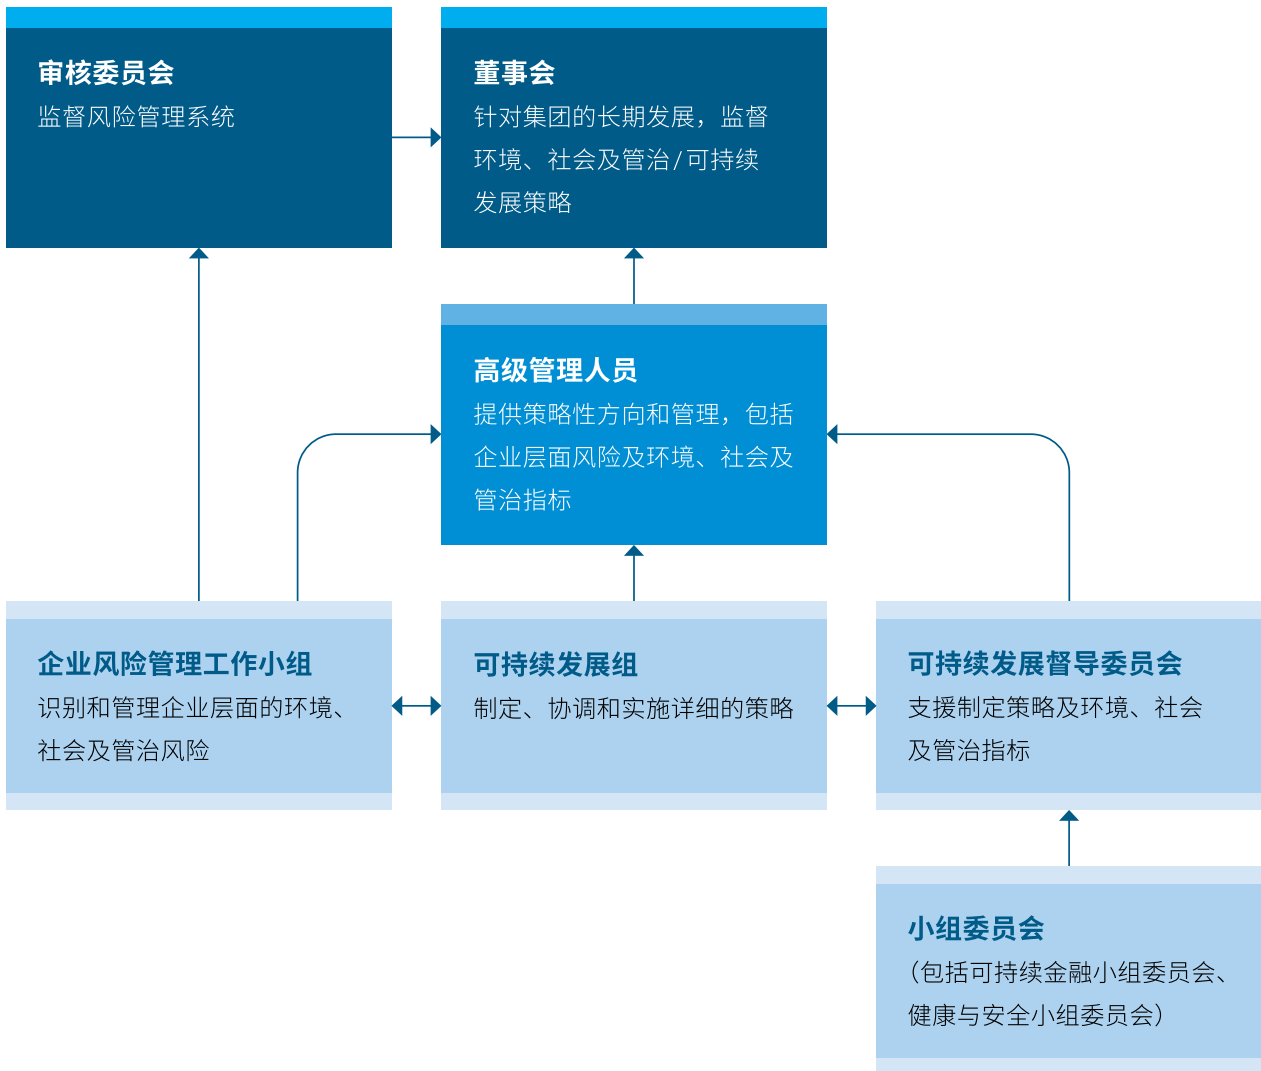 审核委员会
监督风险管理系统
董事会
针对集团的长期发展，监督
环境、社会及管治/可持续
发展策略
高级管理人员
提供策略性方向和管理，包括
企业层面风险及环境、社会及
管治指标
企业风险管理工作小组
识别和管理企业层面的环境、
社会及管治风险
可持续发展组
制定、协调和实施详细的策略
可持续发展督导委员会
支援制定策略及环境、社会
及管治指标
小组委员会
（包括可持续金融小组委员会、
健康与安全小组委员会）